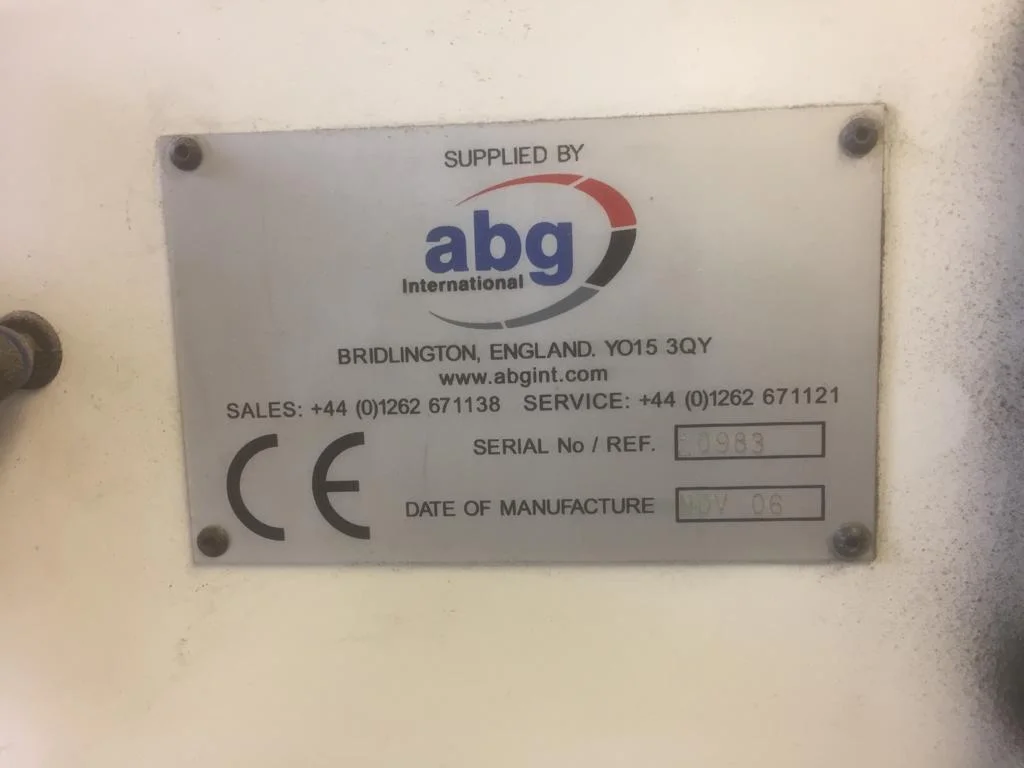 SUPPLIED BY
abg
International
BRIDLINGTON, ENGLAND. YO15 3QY
www.abgint.com
SALES: +44 (0)1262 671138 SERVICE: +44 (0)1262 671121
CE
SERIAL No / REF.
DATE OF MANUFACTURE NOV 06